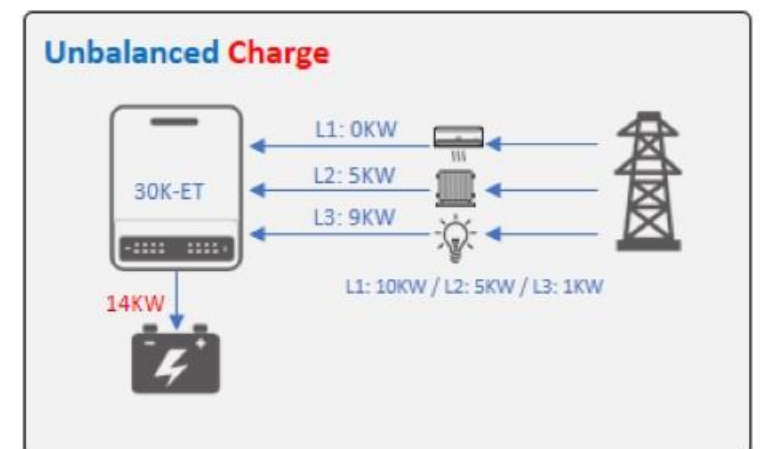 Unbalanced Charge
L1: 0KW
L2: 5KW
30K-ET
L3: 9KW
L1: 10KW / L2: 5KW / L3: 1KW
14KW